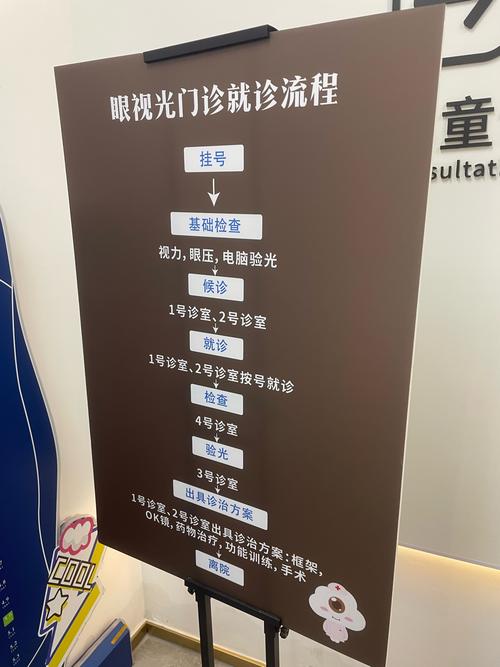 眼视光门诊就诊流程
挂号
基础检查
视力,眼压,电脑验光
候诊
1号诊室、2号诊室
就诊
1号诊室、2号诊室按号就诊
检查
4号诊室
验光
3号诊室
出具诊治方案
1号诊室、2号诊室出具诊治方案:框架,
OK镜,药物治疗,功能训练,手术
离院
童
sultat
COOL